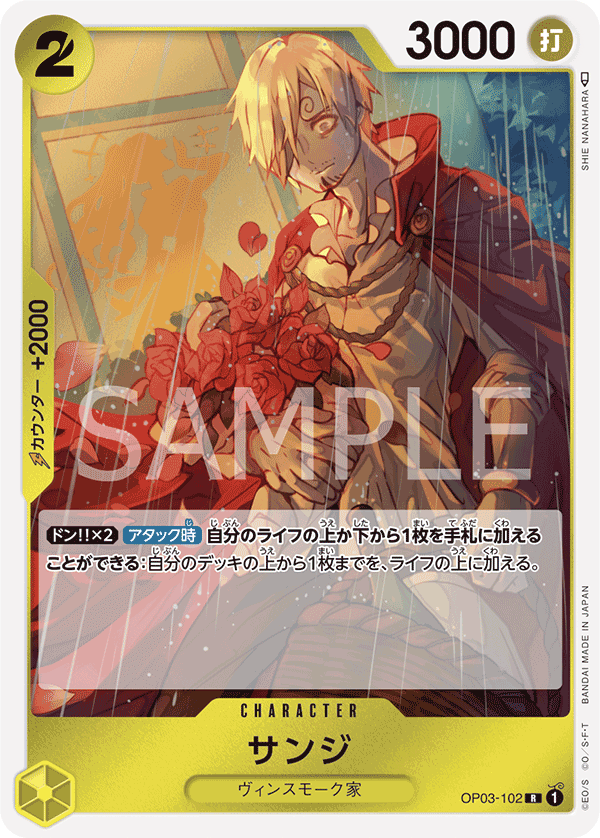 2
3000
打
SHIE NANAHARA
カウンター +2000
SAMPLE
ドン!!×2 アタック時 自分のライフの上か下から1枚を手札に加える
ことができる:自分のデッキの上から1枚までを、ライフの上に加える。
BANDAI MADE IN JAPAN
©E.O/S ©O/S・F・T
CHARACTER
サンジ
ヴィンスモーク家
OP03-102 R 1